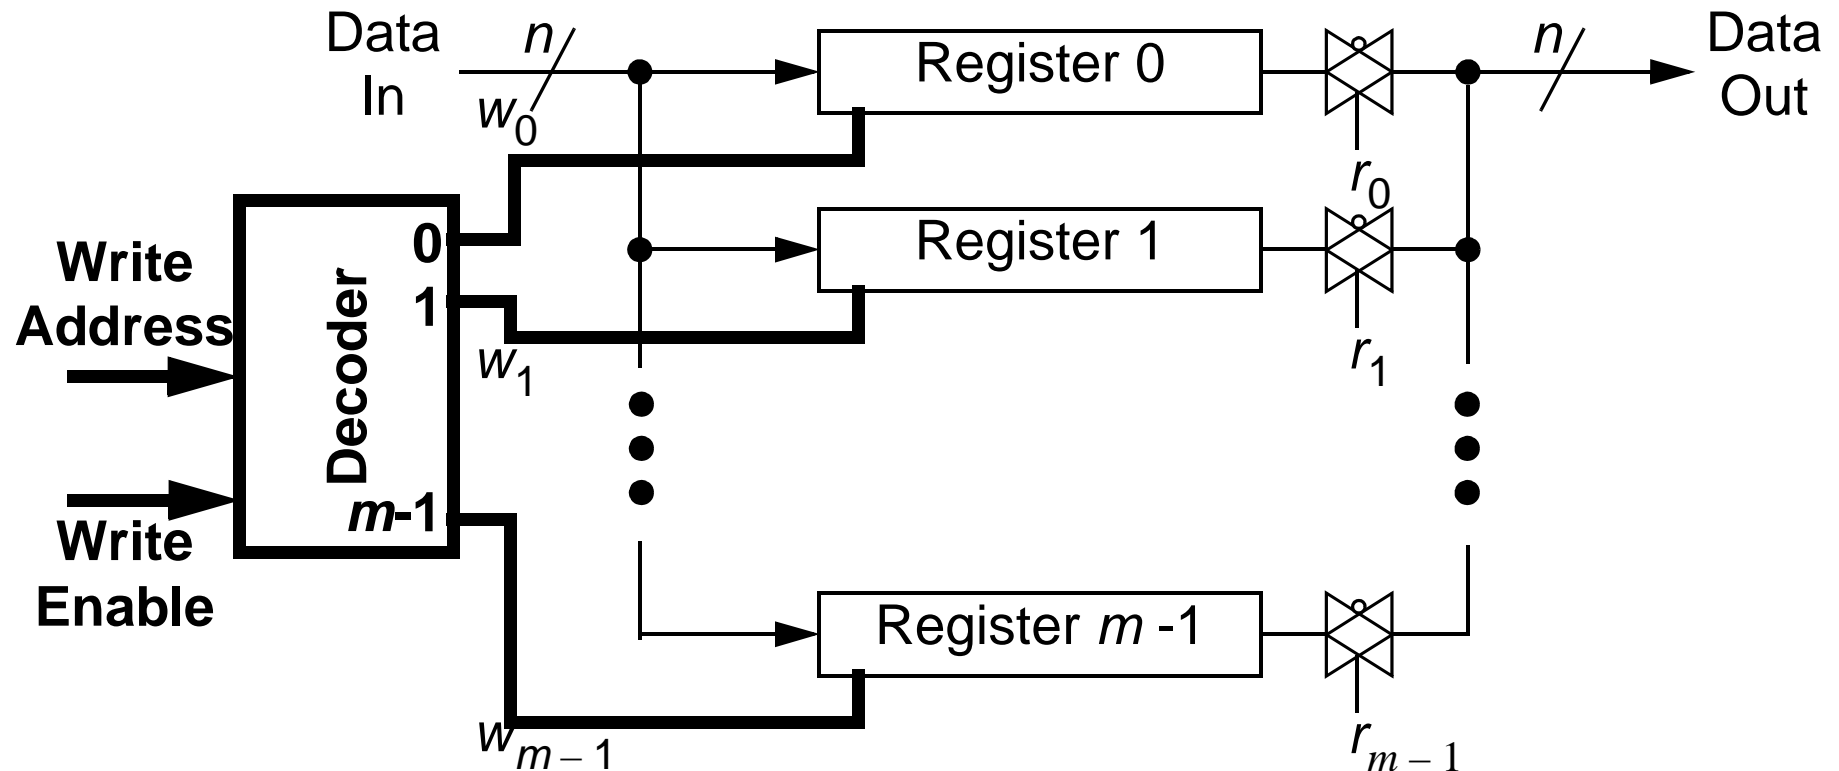 Data
In
n
w0
Register 0
r0
n
Data
Out
Write
Address
Write
Enable
Decoder
0
1
m-1
w1
Register 1
r1
Register m -1
wm – 1
rm – 1